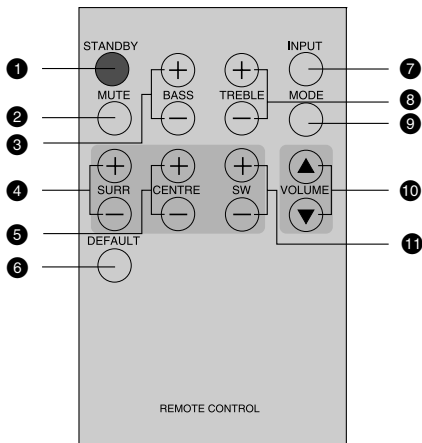 STANDBY INPUT
1 7
MUTE BASS TREBLE MODE
2 8
3 9
4 SURR CENTRE SW VOLUME 10
5 11
DEFAULT
6
REMOTE CONTROL